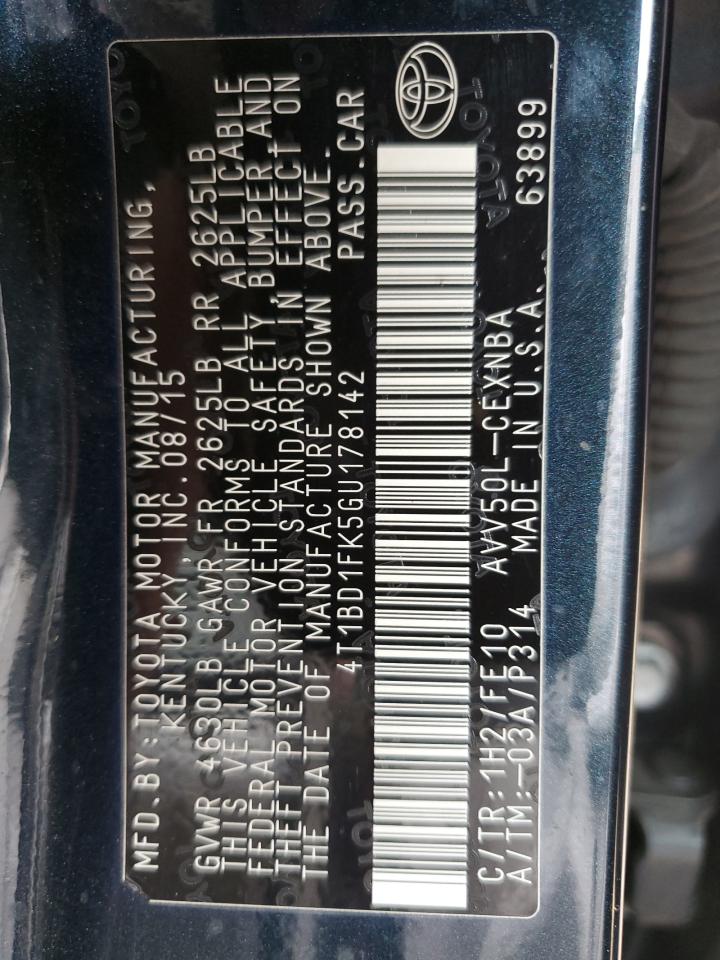 MFD.BY:TOYOTA MOTOR MANUFACTURING,
KENTUCKY, INC.08/15
GVWR 4630LB GAWR FR 2625LB RR 2625LB
THIS VEHICLE CONFORMS TO ALL APPLICABLE
FEDERAL MOTOR VEHICLE SAFETY, BUMPER AND
THEFT PREVENTION STANDARDS IN EFFECT ON
THE DATE OF MANUFACTURE SHOWN ABOVE.
4T1BD1FK5GU178142 PASS.CAR
C/TR:1H2/FE10 AVV50L-CEXNBA
A/TM:-03A/P314 MADE IN U.S.A. 63899
TOYOTA